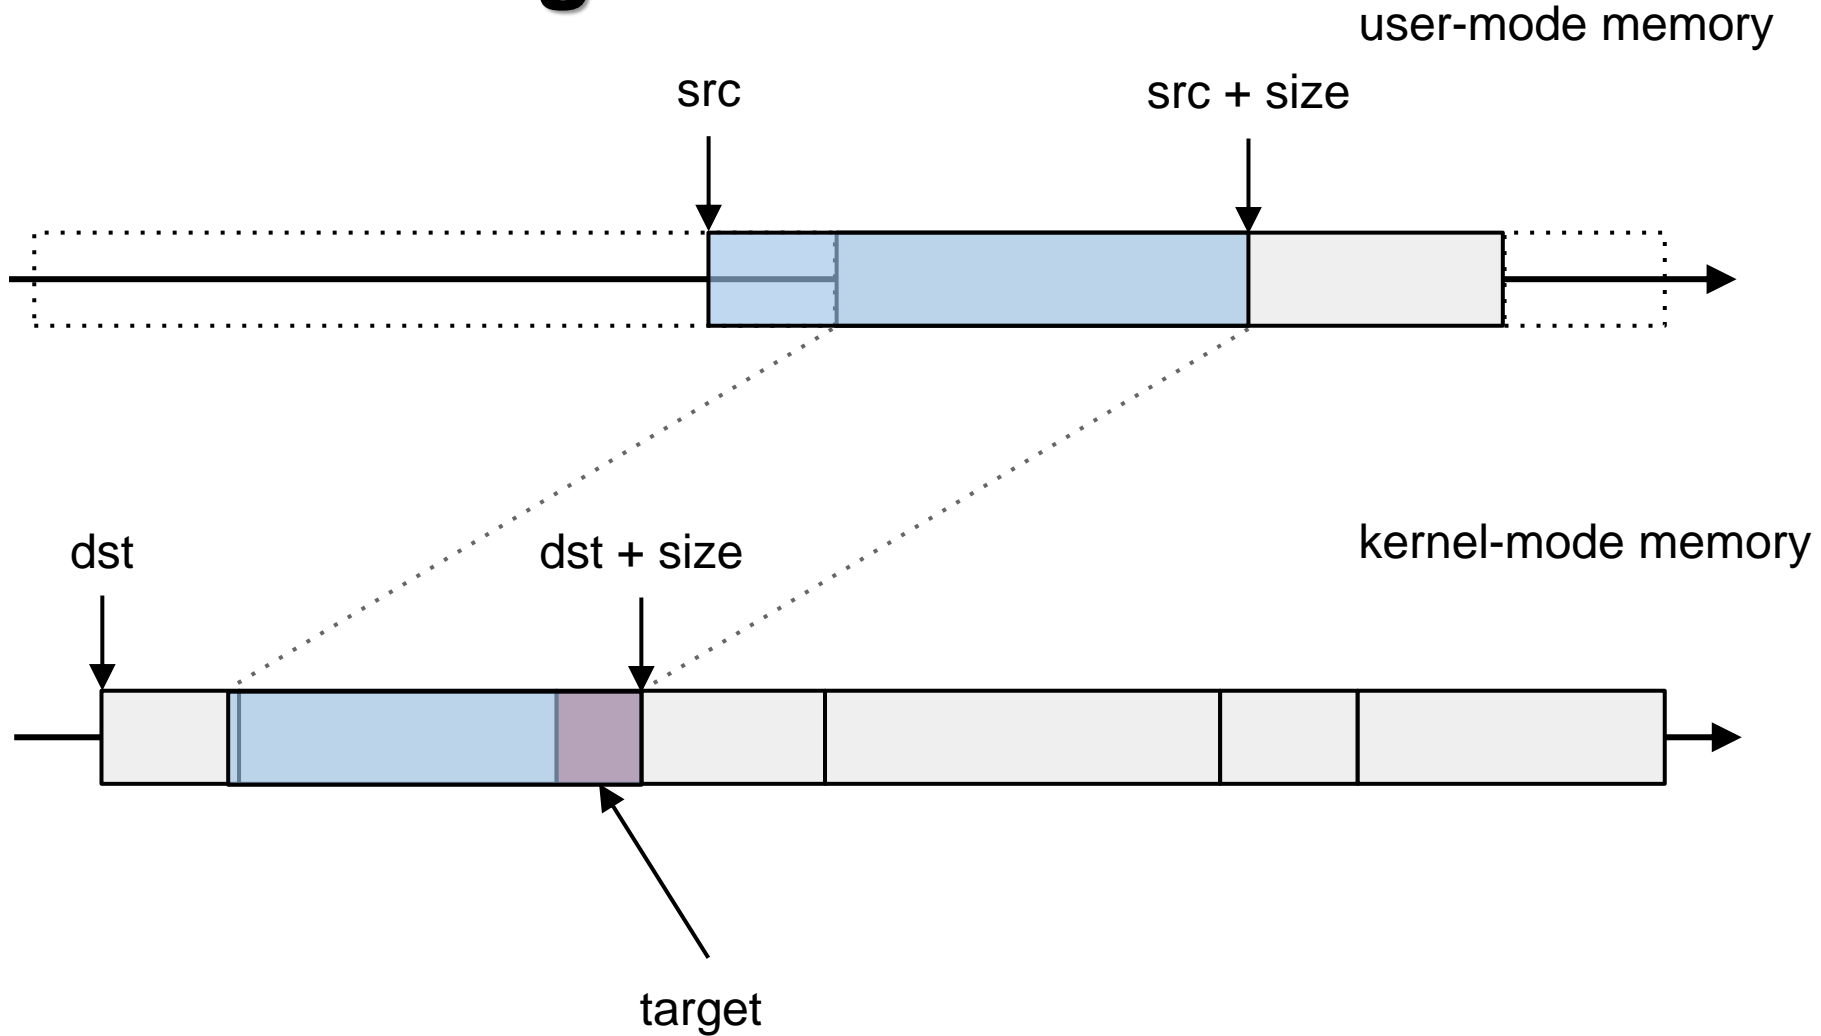 user-mode memory
src
src + size
dst
dst + size
kernel-mode memory
target